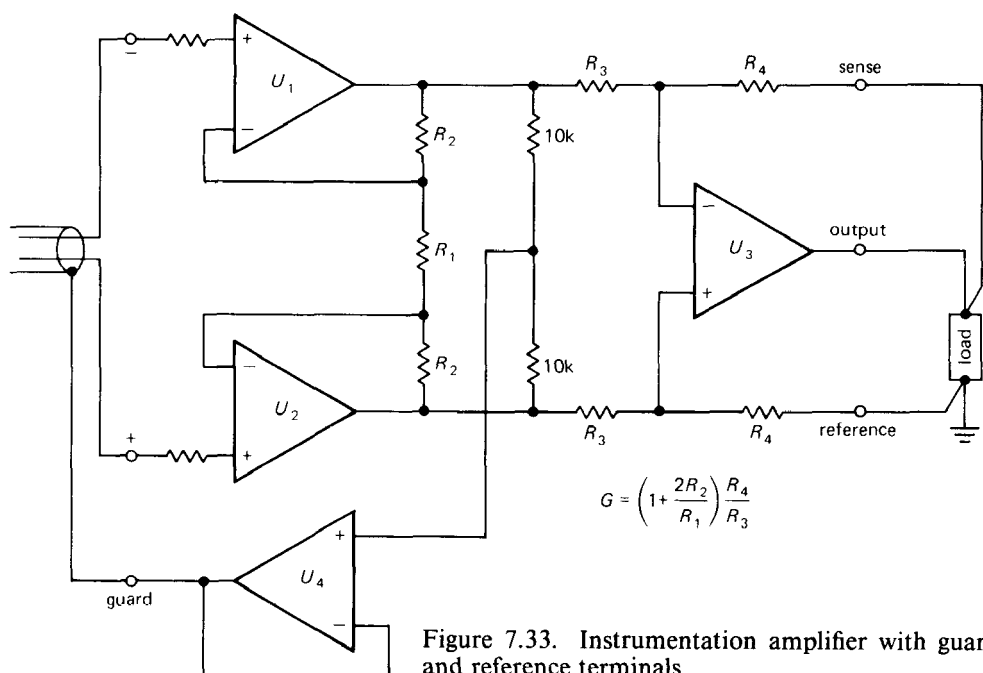 R3
R4
sense
−
+
U1
−
R2
10k
R1
−
U3
+
output
load
−
U2
+
R2
10k
+
R3
R4
reference
G = (1 + 2R2/R1) R4/R3
+
U4
−
guard
Figure 7.33. Instrumentation amplifier with guar
and reference terminals